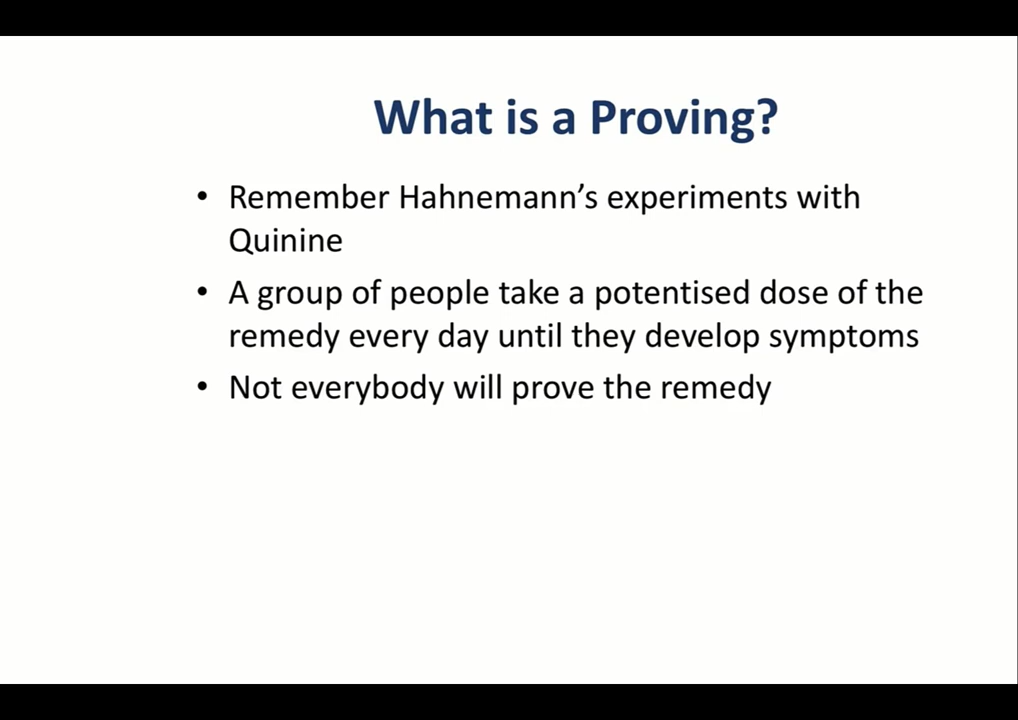 What is a Proving?
• Remember Hahnemann’s experiments with
Quinine
• A group of people take a potentised dose of the
remedy every day until they develop symptoms
• Not everybody will prove the remedy